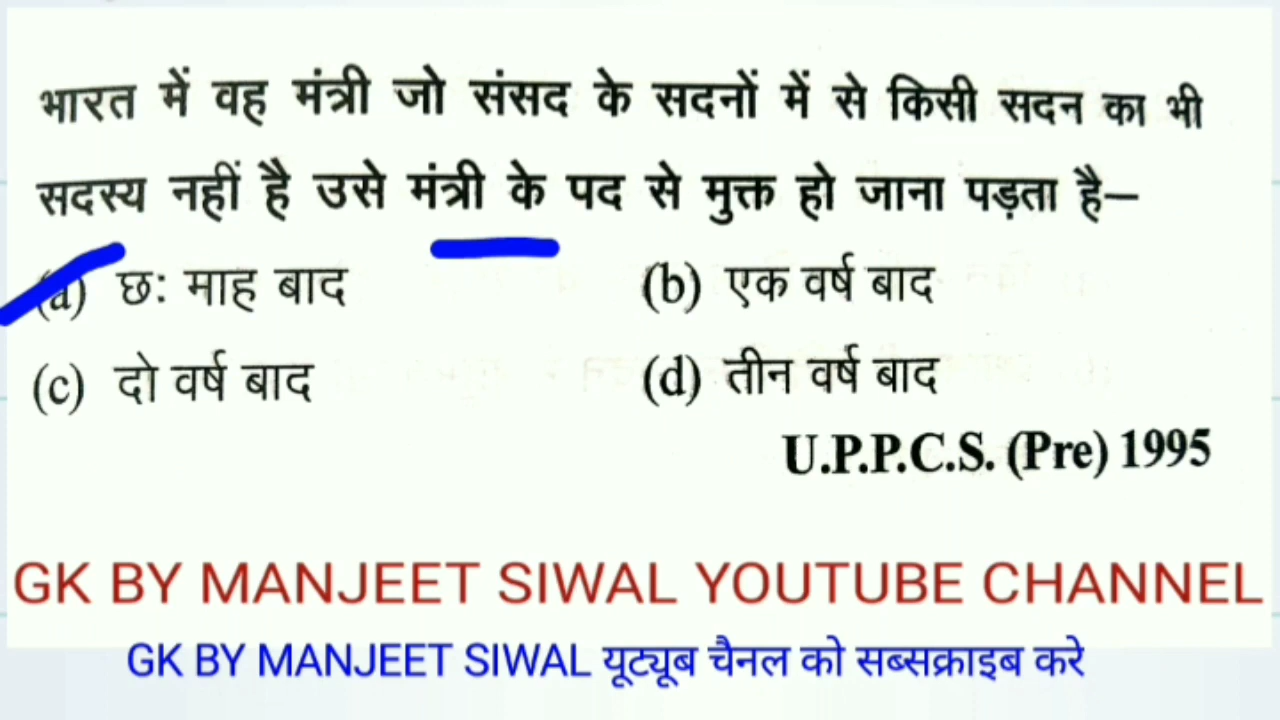 भारत में वह मंत्री जो संसद के सदनों में से किसी सदन का भी
सदस्य नहीं है उसे मंत्री के पद से मुक्त हो जाना पड़ता है–
(a) छः माह बाद (b) एक वर्ष बाद
(c) दो वर्ष बाद (d) तीन वर्ष बाद
U.P.P.C.S. (Pre) 1995
GK BY MANJEET SIWAL YOUTUBE CHANNEL
GK BY MANJEET SIWAL यूट्यूब चैनल को सब्सक्राइब करे